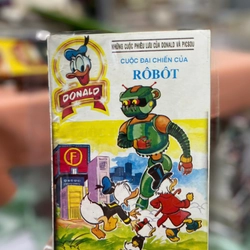 NHỮNG CUỘC PHIÊU LƯU CỦA DONALD VÀ PICSOU
CUỘC ĐẠI CHIẾN CỦA
RÔBÔT
DONALD
F